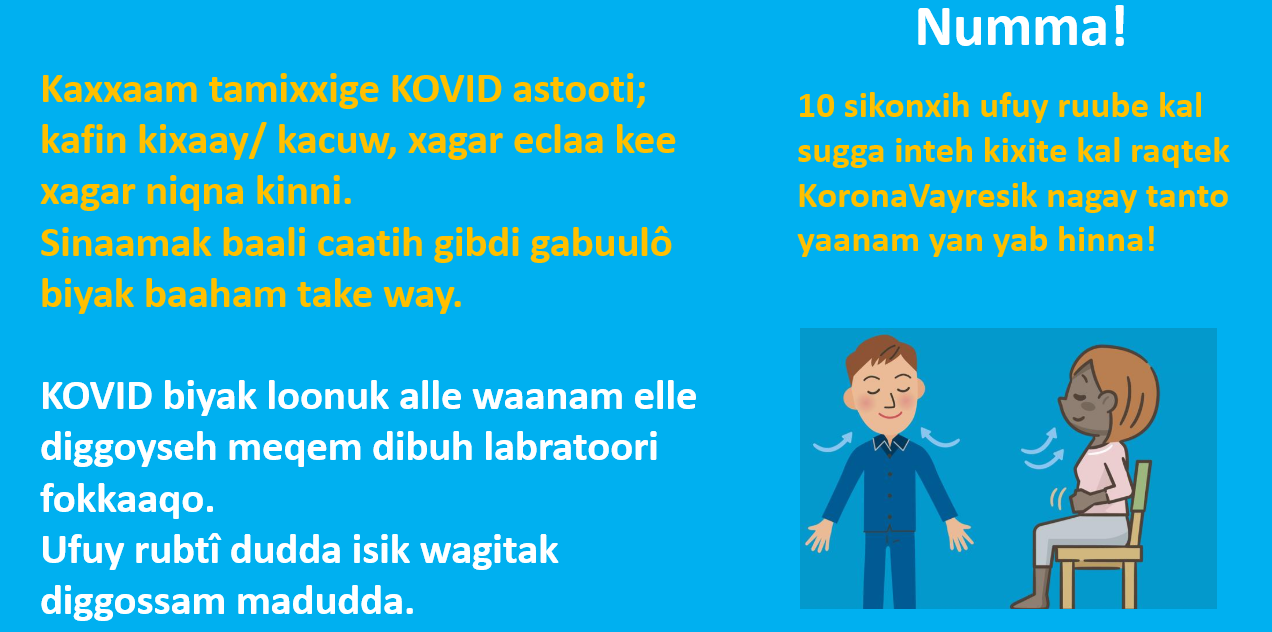 Numma!
Kaxxaam tamixxige KOVID astooti;
kafin kixaay/ kacuw, xagar eclaa kee
xagar niqna kinni.
Sinaamak baali caatih gibdi gabuulô
biyak baaham take way.
KOVID biyak loonuk alle waanam elle
diggoyseh meqem dibuh labratoori
fokkaaqo.
Ufuy rubtî dudda isik wagitak
diggossam madudda.
10 sikonxih ufuy ruube kal
sugga inteh kixite kal raqtek
KoronaVayresik nagay tanto
yaanam yan yab hinna!